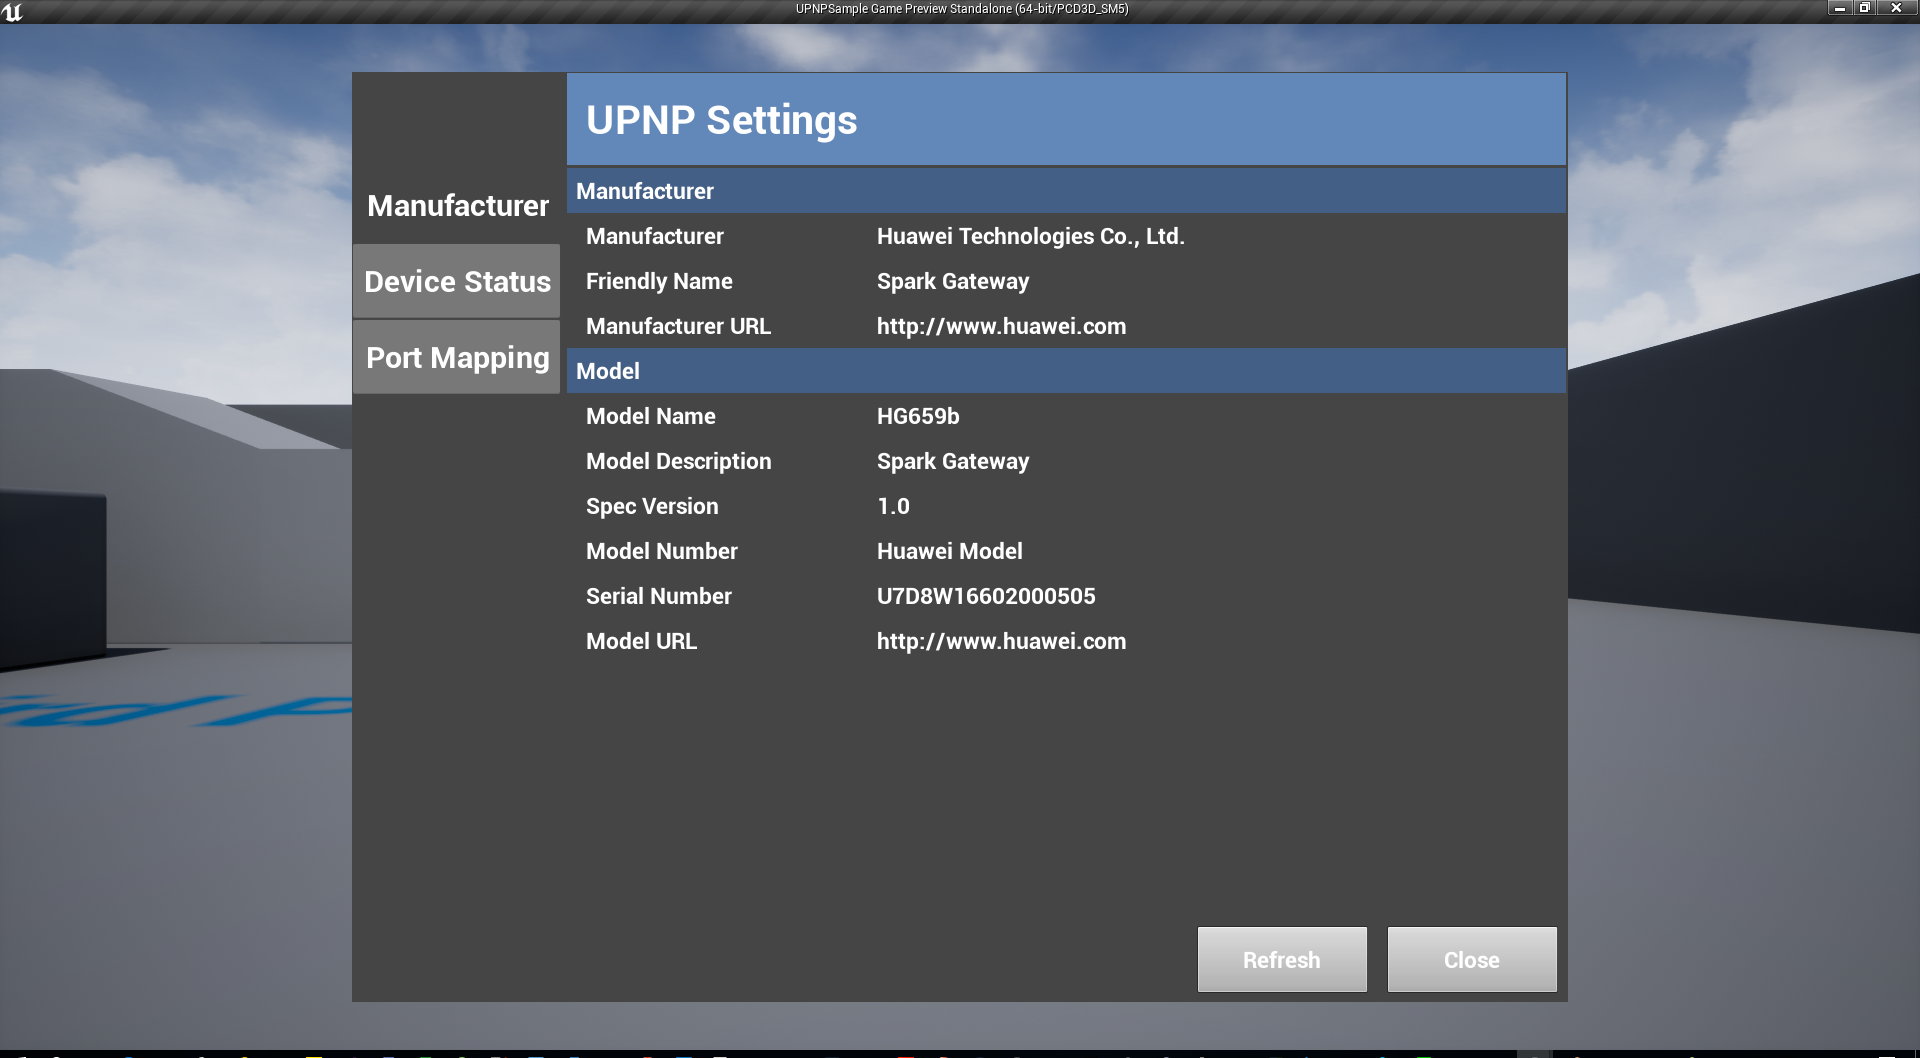 UPNPSample Game Preview Standalone (64-bit/PCD3D_SM5)
UPNP Settings
Manufacturer
Device Status
Port Mapping
Manufacturer
Manufacturer Huawei Technologies Co., Ltd.
Friendly Name Spark Gateway
Manufacturer URL http://www.huawei.com
Model
Model Name HG659b
Model Description Spark Gateway
Spec Version 1.0
Model Number Huawei Model
Serial Number U7D8W16602000505
Model URL http://www.huawei.com
Refresh Close